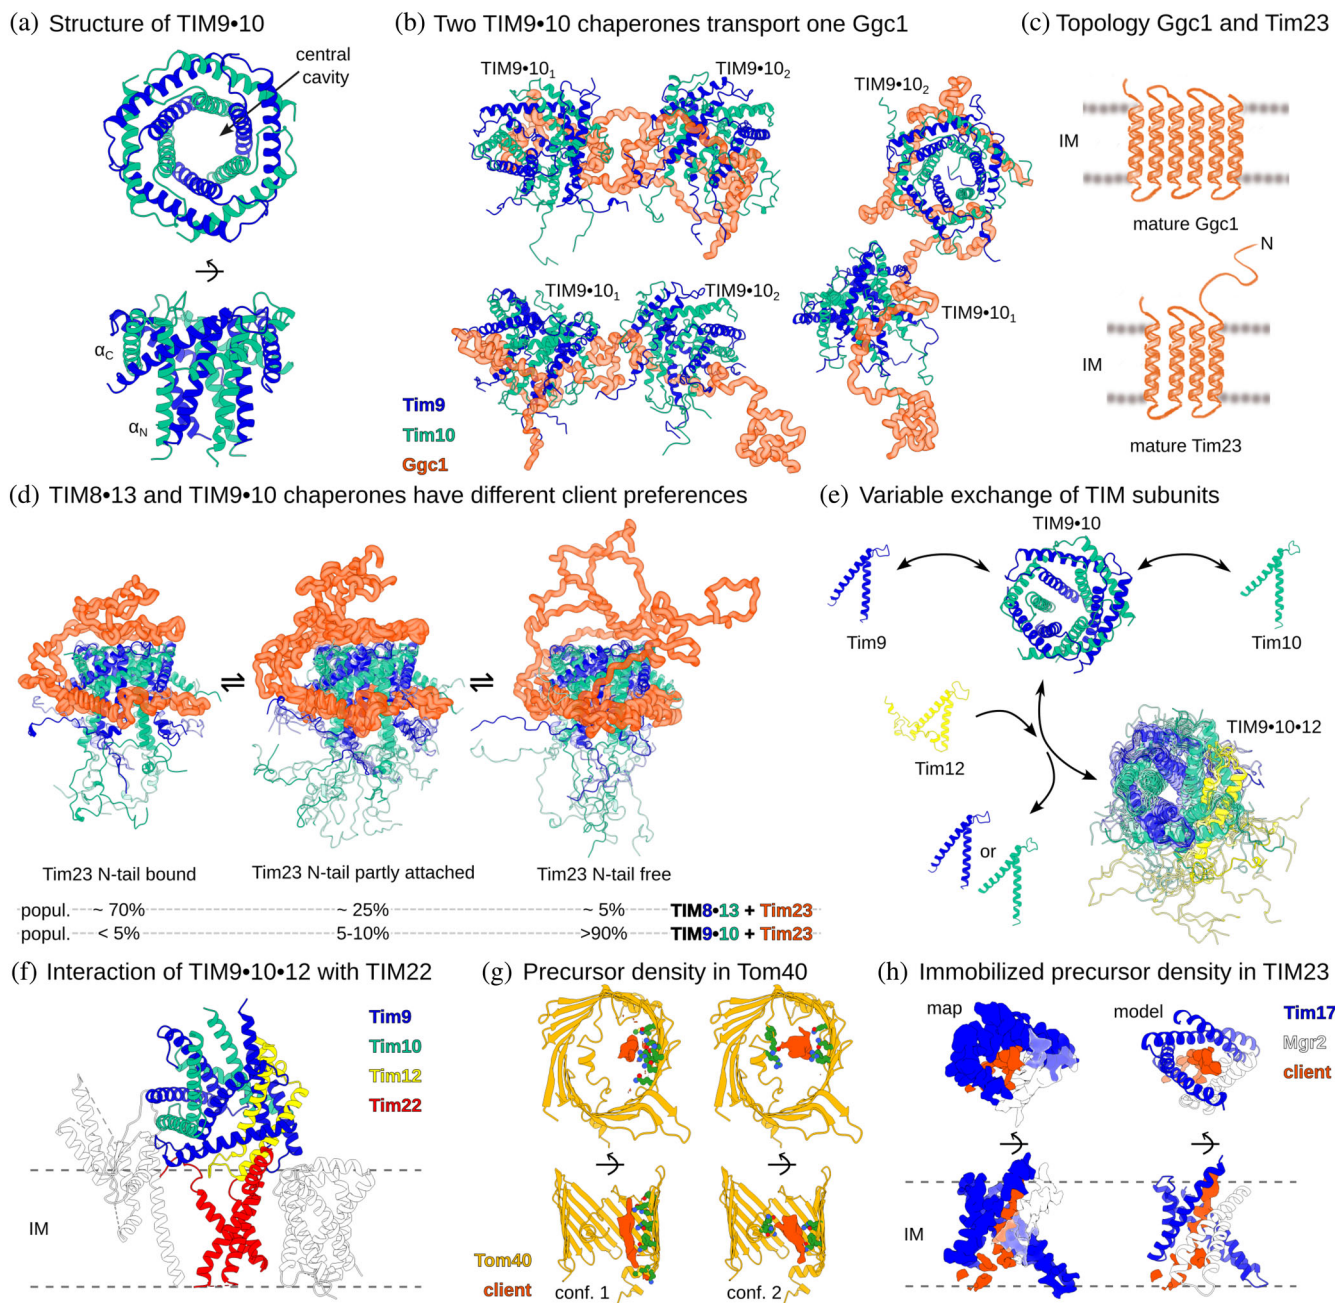 (a) Structure of TIM9•10
central
cavity
αC
αN
(b) Two TIM9•10 chaperones transport one Ggc1
TIM9•10₁
TIM9•10₂
TIM9•10₂
TIM9•10₁
TIM9•10₁
TIM9•10₂
Tim9
Tim10
Ggc1
(c) Topology Ggc1 and Tim23
IM
mature Ggc1
N
IM
mature Tim23
(d) TIM8•13 and TIM9•10 chaperones have different client preferences
⇌
⇌
Tim23 N-tail bound
Tim23 N-tail partly attached
Tim23 N-tail free
popul. ~ 70% ~ 25% ~ 5% TIM8•13 + Tim23
popul. < 5% 5-10% >90% TIM9•10 + Tim23
(e) Variable exchange of TIM subunits
TIM9•10
Tim9
Tim10
Tim12
TIM9•10•12
or
(f) Interaction of TIM9•10•12 with TIM22
Tim9
Tim10
Tim12
Tim22
IM
(g) Precursor density in Tom40
Tom40
client
conf. 1
conf. 2
(h) Immobilized precursor density in TIM23
map
model
Tim17
Mgr2
client
IM